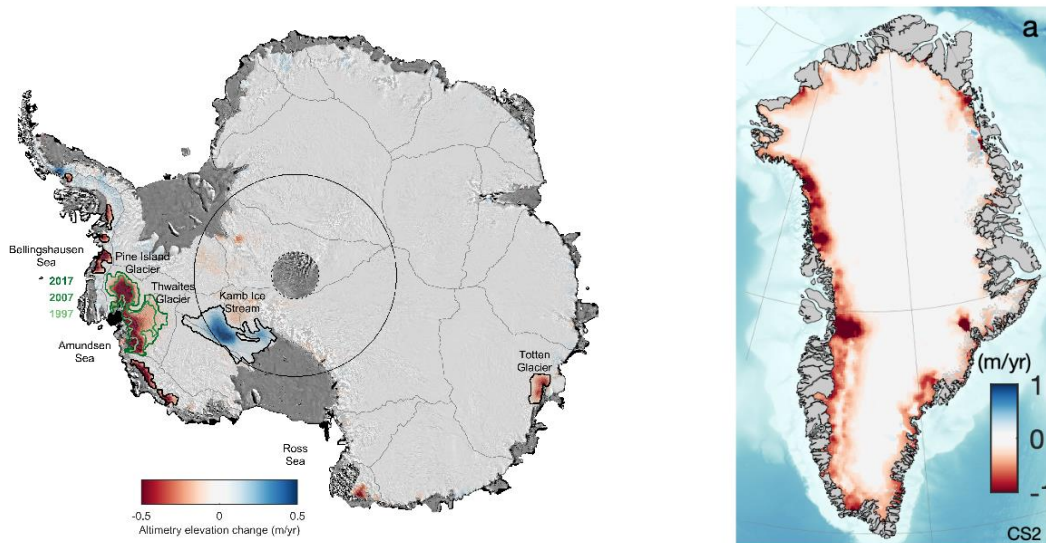 Bellingshausen
Sea
Pine Island
Glacier
2017
2007
1997
Thwaites
Glacier
Kamb Ice
Stream
Amundsen
Sea
Totten
Glacier
Ross
Sea
-0.5
0
0.5
Altimetry elevation change (m/yr)
a
(m/yr)
1
0
-1
CS2